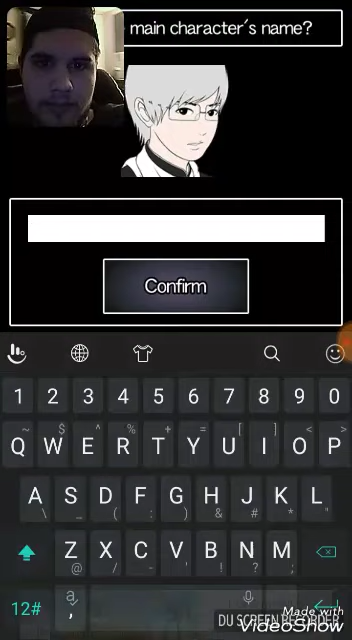 main character's name?
Confirm
1 2 3 4 5 6 7 8 9 0
~ $ ^ % + = [ ] < >
Q W E R T Y U I O P
A S D F G H J K L
\ _ ( : ) & # * "
Z X C V B N M
@ / - ' ! ? ;
12# a , Made with
DU SCREEN RECORDER
VideoShow